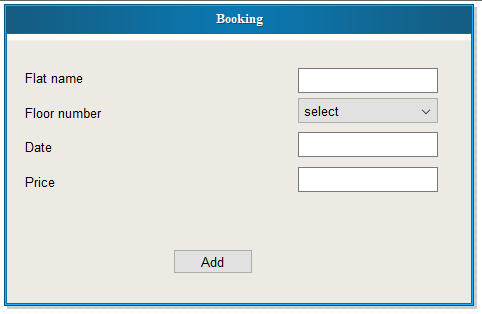 Booking
Flat name
Floor number select
Date
Price
Add